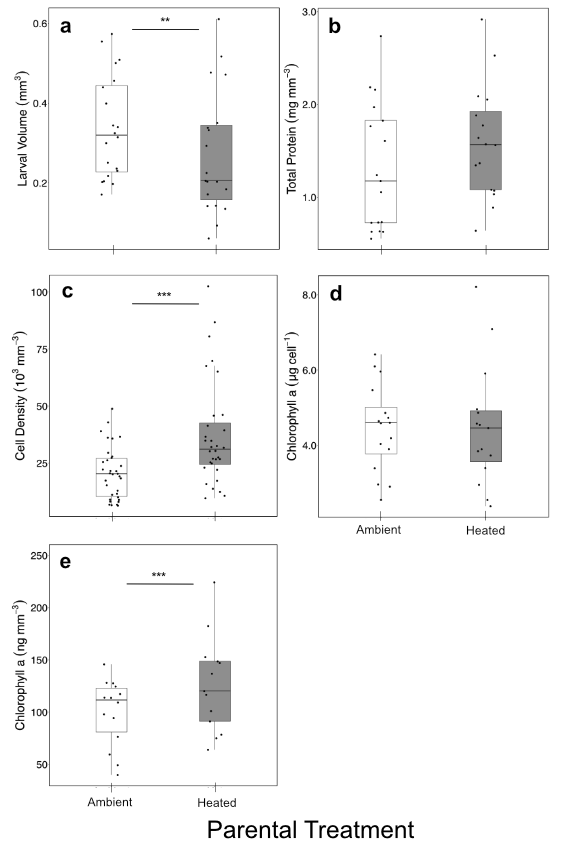 a
**
0.6
0.4
0.2
Larval Volume (mm³)
b
3.0
2.0
1.0
Total Protein (mg mm⁻³)
c
***
100
75
50
25
Cell Density (10³ mm⁻³)
d
8.0
6.0
4.0
Chlorophyll a (µg cell⁻¹)
Ambient
Heated
e
***
250
200
150
100
50
Chlorophyll a (ng mm⁻³)
Ambient
Heated
Parental Treatment